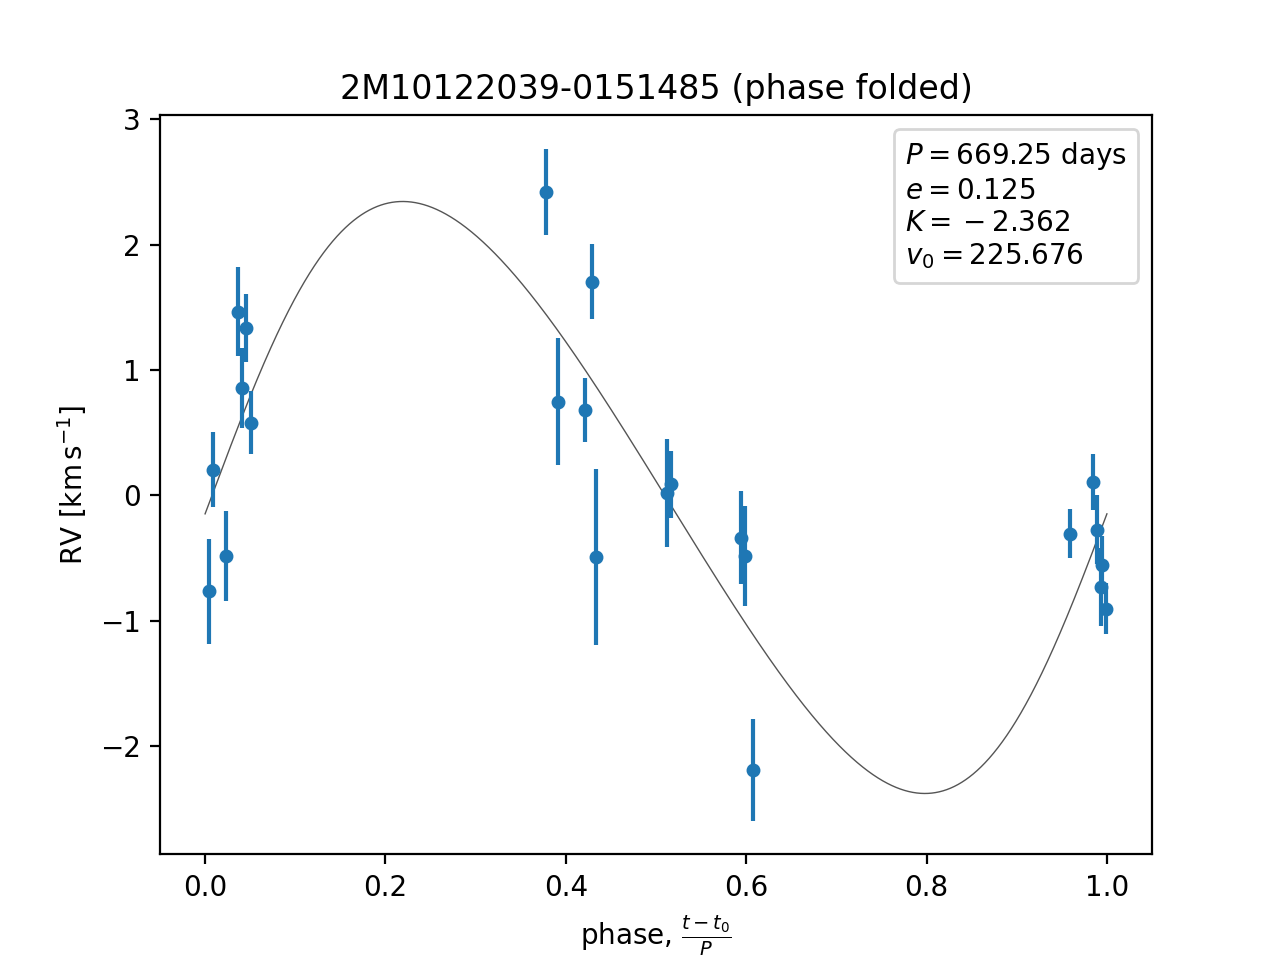 2M10122039-0151485 (phase folded)
P = 669.25 days
e = 0.125
K = −2.362
v₀ = 225.676
3
2
1
0
−1
−2
RV [km s⁻¹]
0.0 0.2 0.4 0.6 0.8 1.0
phase, (t − t₀)/P